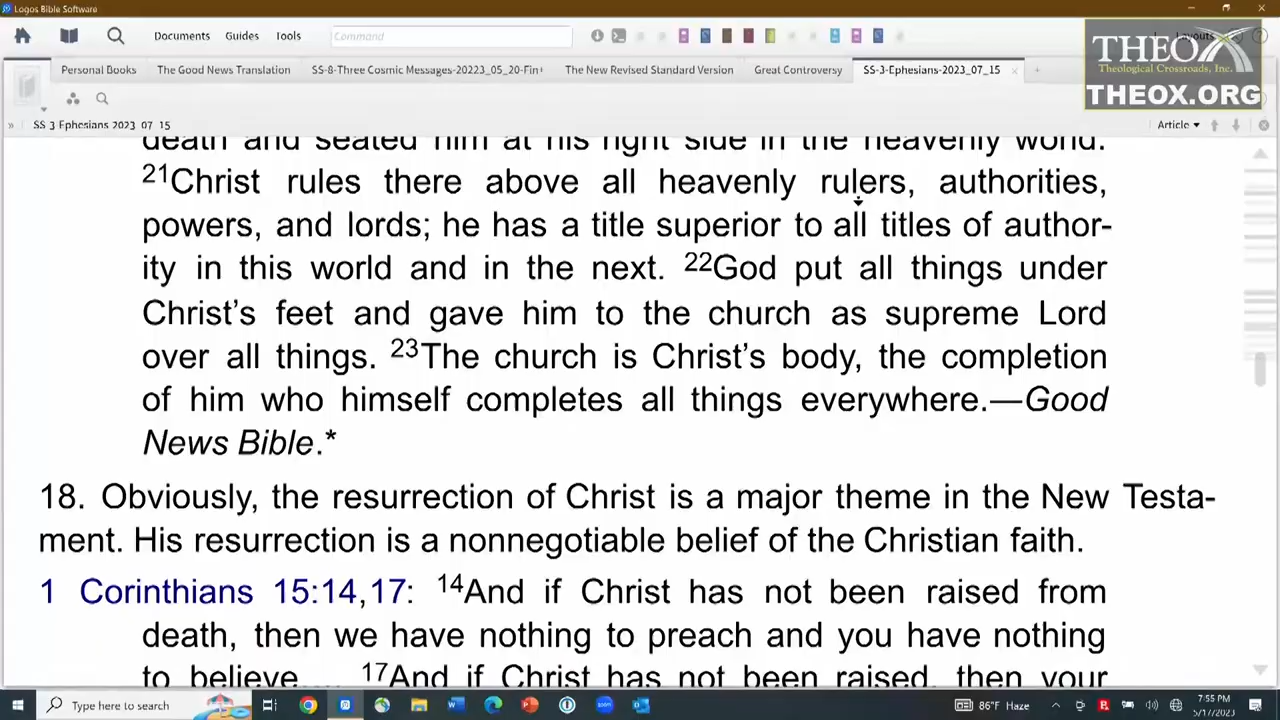 Logos Bible Software
Documents Guides Tools Command Layouts
THEOX
Theological Crossroads, Inc.
THEOX.ORG
Personal Books The Good News Translation SS-8-Three Cosmic Messages-2023_05_20-Fin+ The New Revised Standard Version Great Controversy SS-3-Ephesians-2023_07_15
» SS-3-Ephesians-2023_07_15 Article
death and seated him at his right side in the heavenly world.
21Christ rules there above all heavenly rulers, authorities,
powers, and lords; he has a title superior to all titles of author-
ity in this world and in the next. 22God put all things under
Christ’s feet and gave him to the church as supreme Lord
over all things. 23The church is Christ’s body, the completion
of him who himself completes all things everywhere.—Good
News Bible.*
18. Obviously, the resurrection of Christ is a major theme in the New Testa-
ment. His resurrection is a nonnegotiable belief of the Christian faith.
1 Corinthians 15:14,17: 14And if Christ has not been raised from
death, then we have nothing to preach and you have nothing
to believe.... 17And if Christ has not been raised, then your
Type here to search 86°F Haze 7:55 PM
5/17/2023